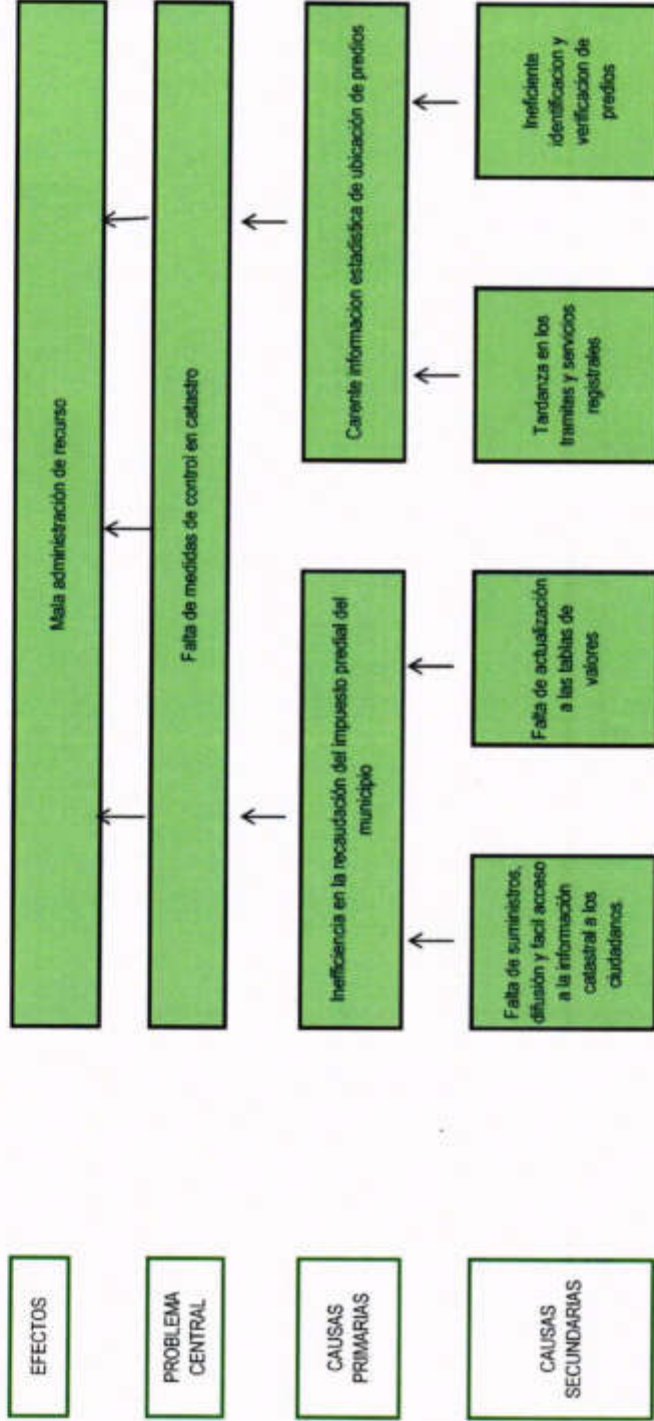 EFECTOS
Mala administración de recurso
PROBLEMA
CENTRAL
Falta de medidas de control en catastro
CAUSAS
PRIMARIAS
Inefficiencia en la recaudación del impuesto predial del
municipio
Carente informacion estadistica de ubicación de predios
CAUSAS
SECUNDARIAS
Falta de suministros,
difusión y facil acceso
a la información
catastral a los
ciudadanos.
Falta de actualización
a las tablas de
valores
Tardanza en los
tramites y servicios
registrales
Ineficiente
identificacion y
verificacion de
predios